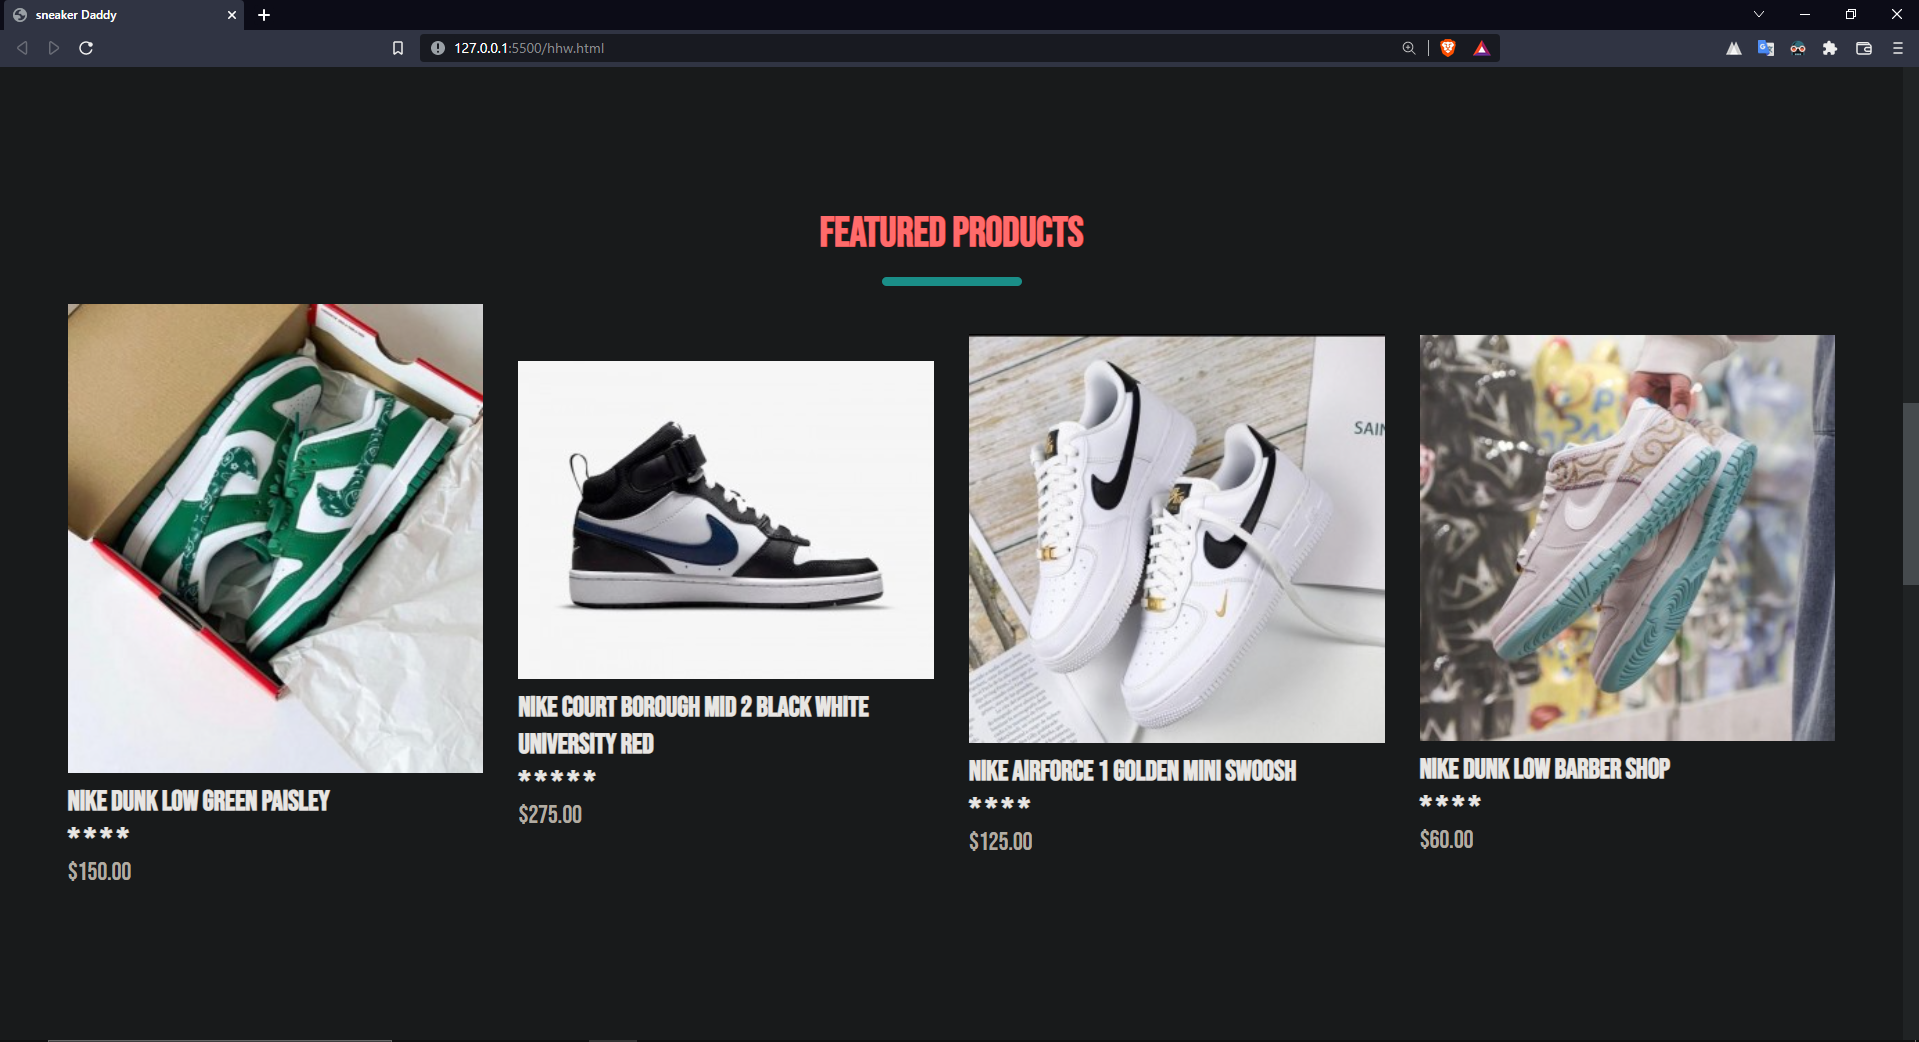 sneaker Daddy
127.0.0.1:5500/hhw.html
FEATURED PRODUCTS
SAIN
NIKE DUNK LOW GREEN PAISLEY
****
$150.00
NIKE COURT BOROUGH MID 2 BLACK WHITE
UNIVERSITY RED
*****
$275.00
NIKE AIRFORCE 1 GOLDEN MINI SWOOSH
****
$125.00
NIKE DUNK LOW BARBER SHOP
****
$60.00